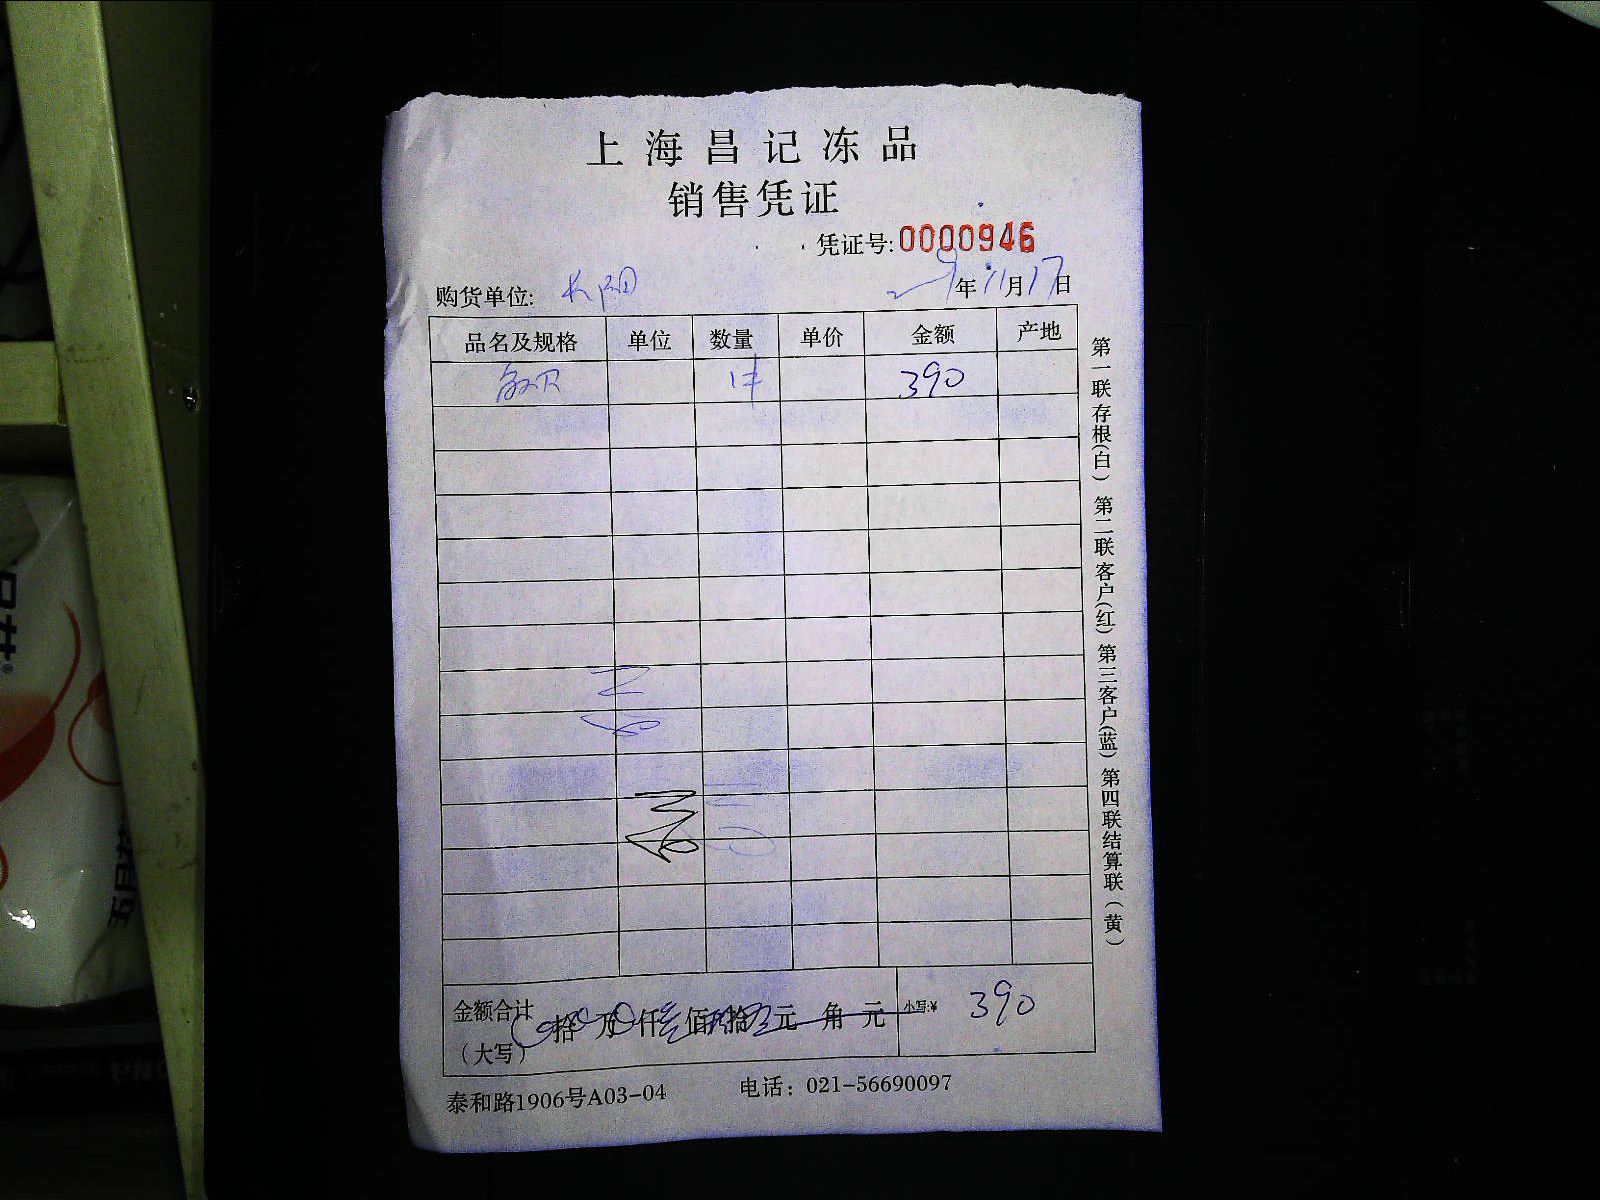 上海昌记冻品
销售凭证
凭证号:0000946
购货单位: 长阳 年11月17日
品名及规格 单位 数量 单价 金额 产地
1件 390
金额合计(大写) 拾 万 仟 佰 拾 元 角 元 小写:¥ 390
泰和路1906号A03-04 电话：021-56690097
第一联存根(白) 第二联客户(红) 第三客户(蓝) 第四联结算联(黄)